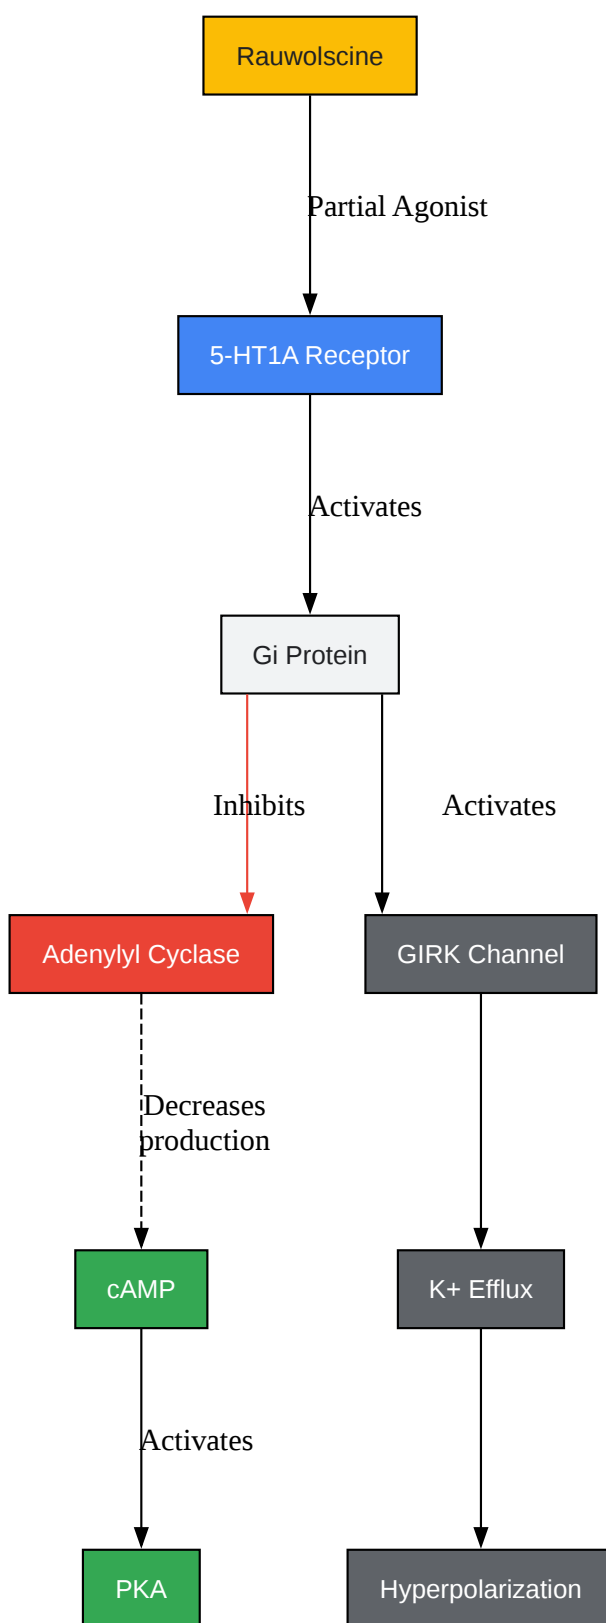 Rauwolscine
Partial Agonist
5-HT1A Receptor
Activates
Gi Protein
Inhibits
Activates
Adenylyl Cyclase
GIRK Channel
Decreases
production
cAMP
K+ Efflux
Activates
PKA
Hyperpolarization